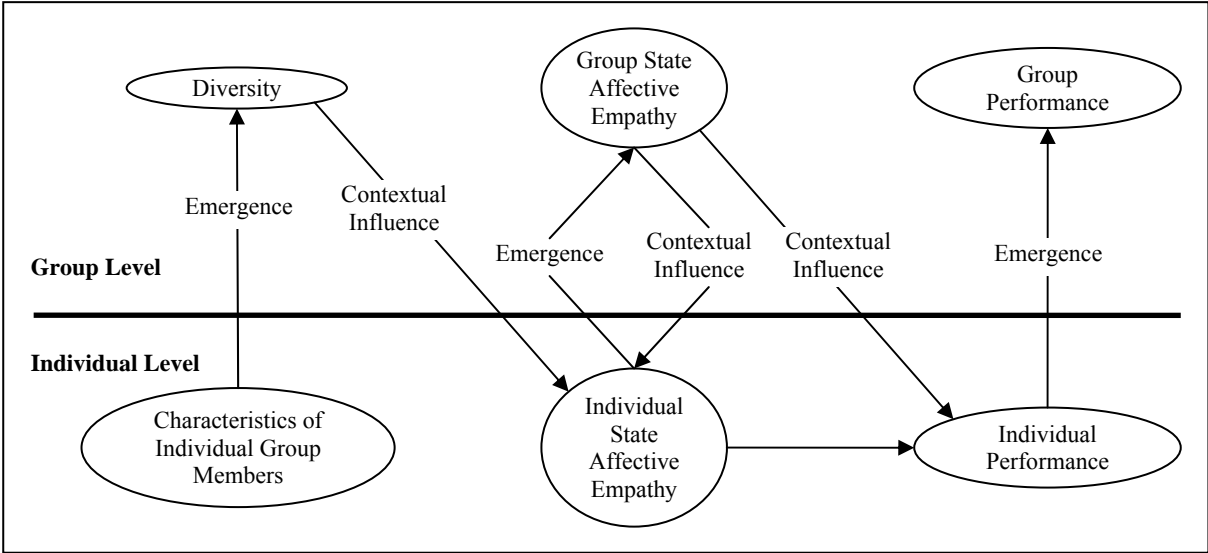 Diversity
Group State
Affective
Empathy
Group
Performance
Emergence
Contextual
Influence
Emergence
Contextual
Influence
Contextual
Influence
Emergence
Group Level
Individual Level
Characteristics of
Individual Group
Members
Individual
State
Affective
Empathy
Individual
Performance